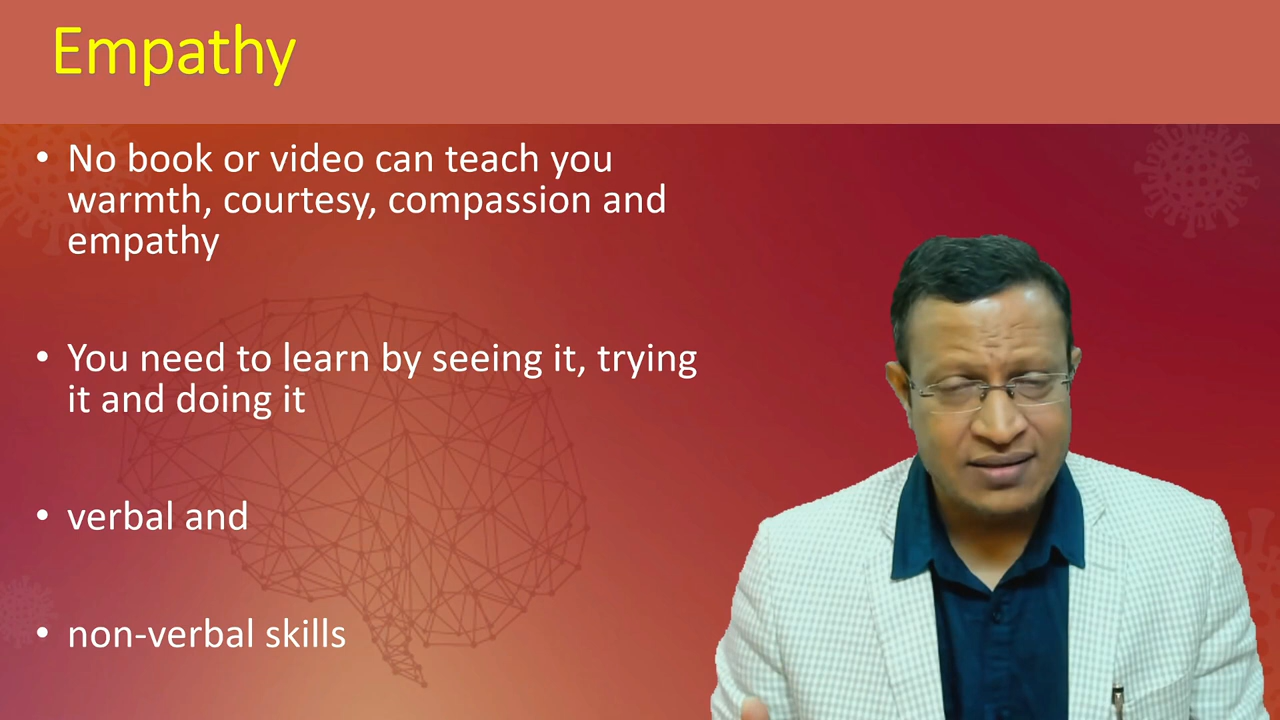 Empathy
• No book or video can teach you
warmth, courtesy, compassion and
empathy
• You need to learn by seeing it, trying
it and doing it
• verbal and
• non-verbal skills